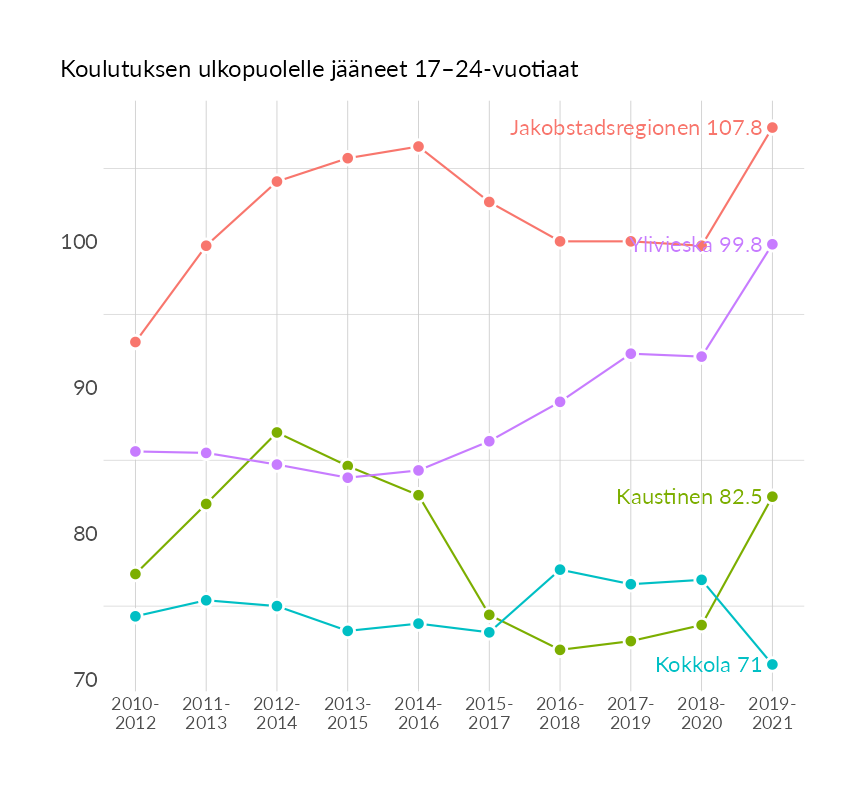 Koulutuksen ulkopuolelle jääneet 17–24-vuotiaat
Jakobstadsregionen 107.8
100
Ylivieska 99.8
90
Kaustinen 82.5
80
Kokkola 71
70
2010- 2011- 2012- 2013- 2014- 2015- 2016- 2017- 2018- 2019-
2012 2013 2014 2015 2016 2017 2018 2019 2020 2021